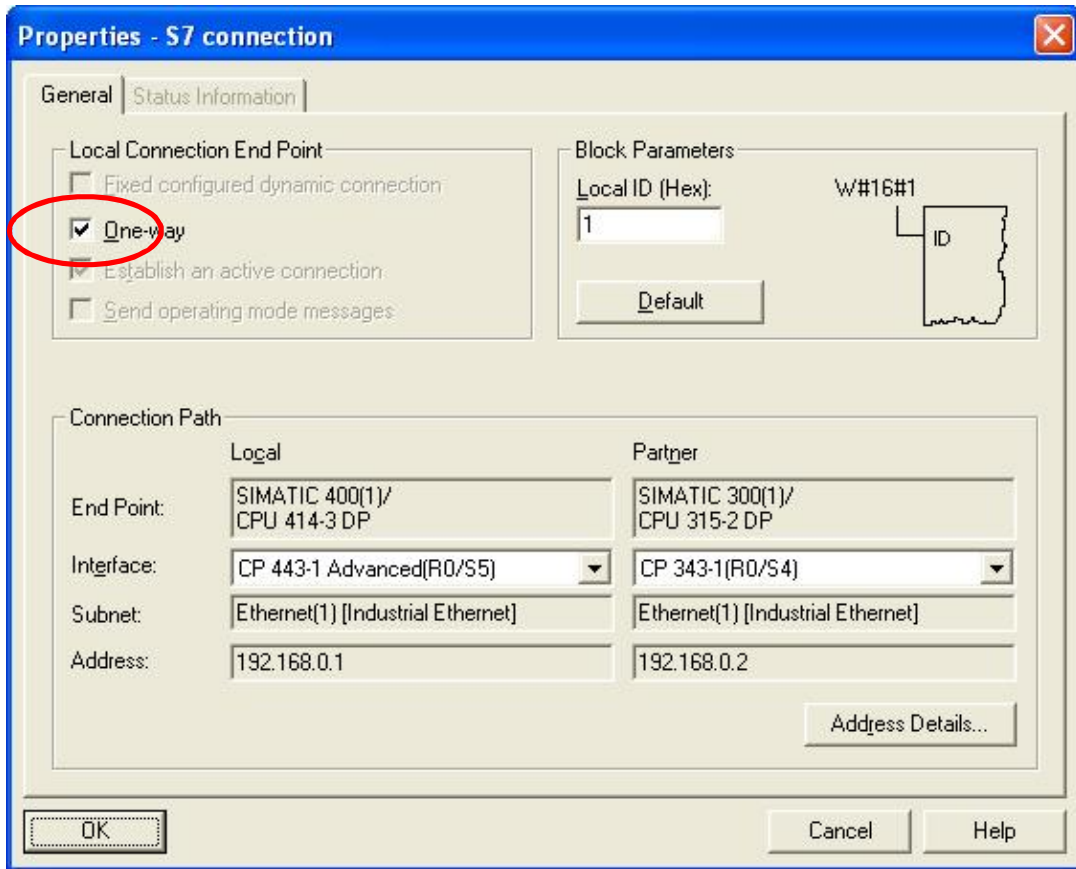 Properties - S7 connection
General
Status Information
Local Connection End Point
Fixed configured dynamic connection
One-way
Establish an active connection
Send operating mode messages
Block Parameters
Local ID (Hex):
1
Default
W#16#1
ID
Connection Path
Local
Partner
End Point:
SIMATIC 400(1)/
CPU 414-3 DP
SIMATIC 300(1)/
CPU 315-2 DP
Interface:
CP 443-1 Advanced(R0/S5)
CP 343-1(R0/S4)
Subnet:
Ethernet(1) [Industrial Ethernet]
Ethernet(1) [Industrial Ethernet]
Address:
192.168.0.1
192.168.0.2
Address Details...
OK
Cancel
Help